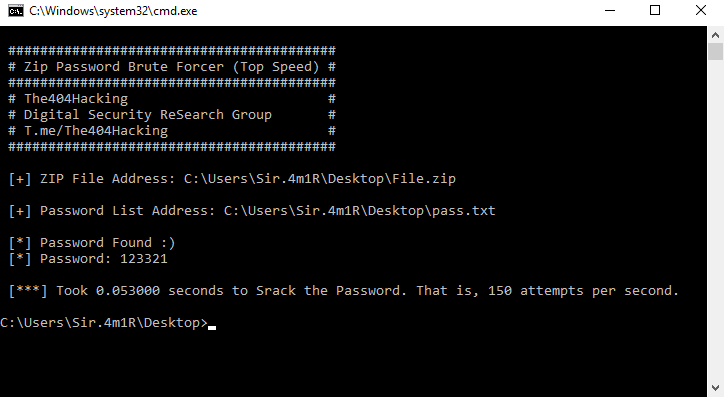 C:\Windows\system32\cmd.exe
#########################################
# Zip Password Brute Forcer (Top Speed) #
#########################################
# The404Hacking                         #
# Digital Security ReSearch Group       #
# T.me/The404Hacking                    #
#########################################
[+] ZIP File Address: C:\Users\Sir.4m1R\Desktop\File.zip
[+] Password List Address: C:\Users\Sir.4m1R\Desktop\pass.txt
[*] Password Found :)
[*] Password: 123321
[***] Took 0.053000 seconds to Srack the Password. That is, 150 attempts per second.
C:\Users\Sir.4m1R\Desktop>